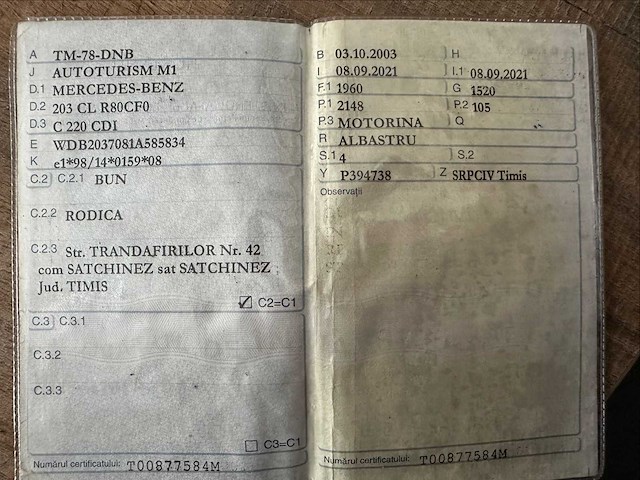 A TM-78-DNB
J AUTOTURISM M1
D.1 MERCEDES-BENZ
D.2 203 CL R80CF0
D.3 C 220 CDI
E WDB2037081A585834
K e1*98/14*0159*08
C.2 C.2.1 BUN
C.2.2 RODICA
C.2.3 Str. TRANDAFIRILOR Nr. 42
com SATCHINEZ sat SATCHINEZ
Jud. TIMIS
C2=C1
C.3 C.3.1
C.3.2
C.3.3
C3=C1
Numărul certificatului: T00877584M
B 03.10.2003 H
I 08.09.2021 I.1 08.09.2021
F.1 1960 G 1520
P.1 2148 P.2 105
P.3 MOTORINA Q
R ALBASTRU
S.1 4 S.2
Y P394738 Z SRPCIV Timis
Observații
Numărul certificatului: T00877584M